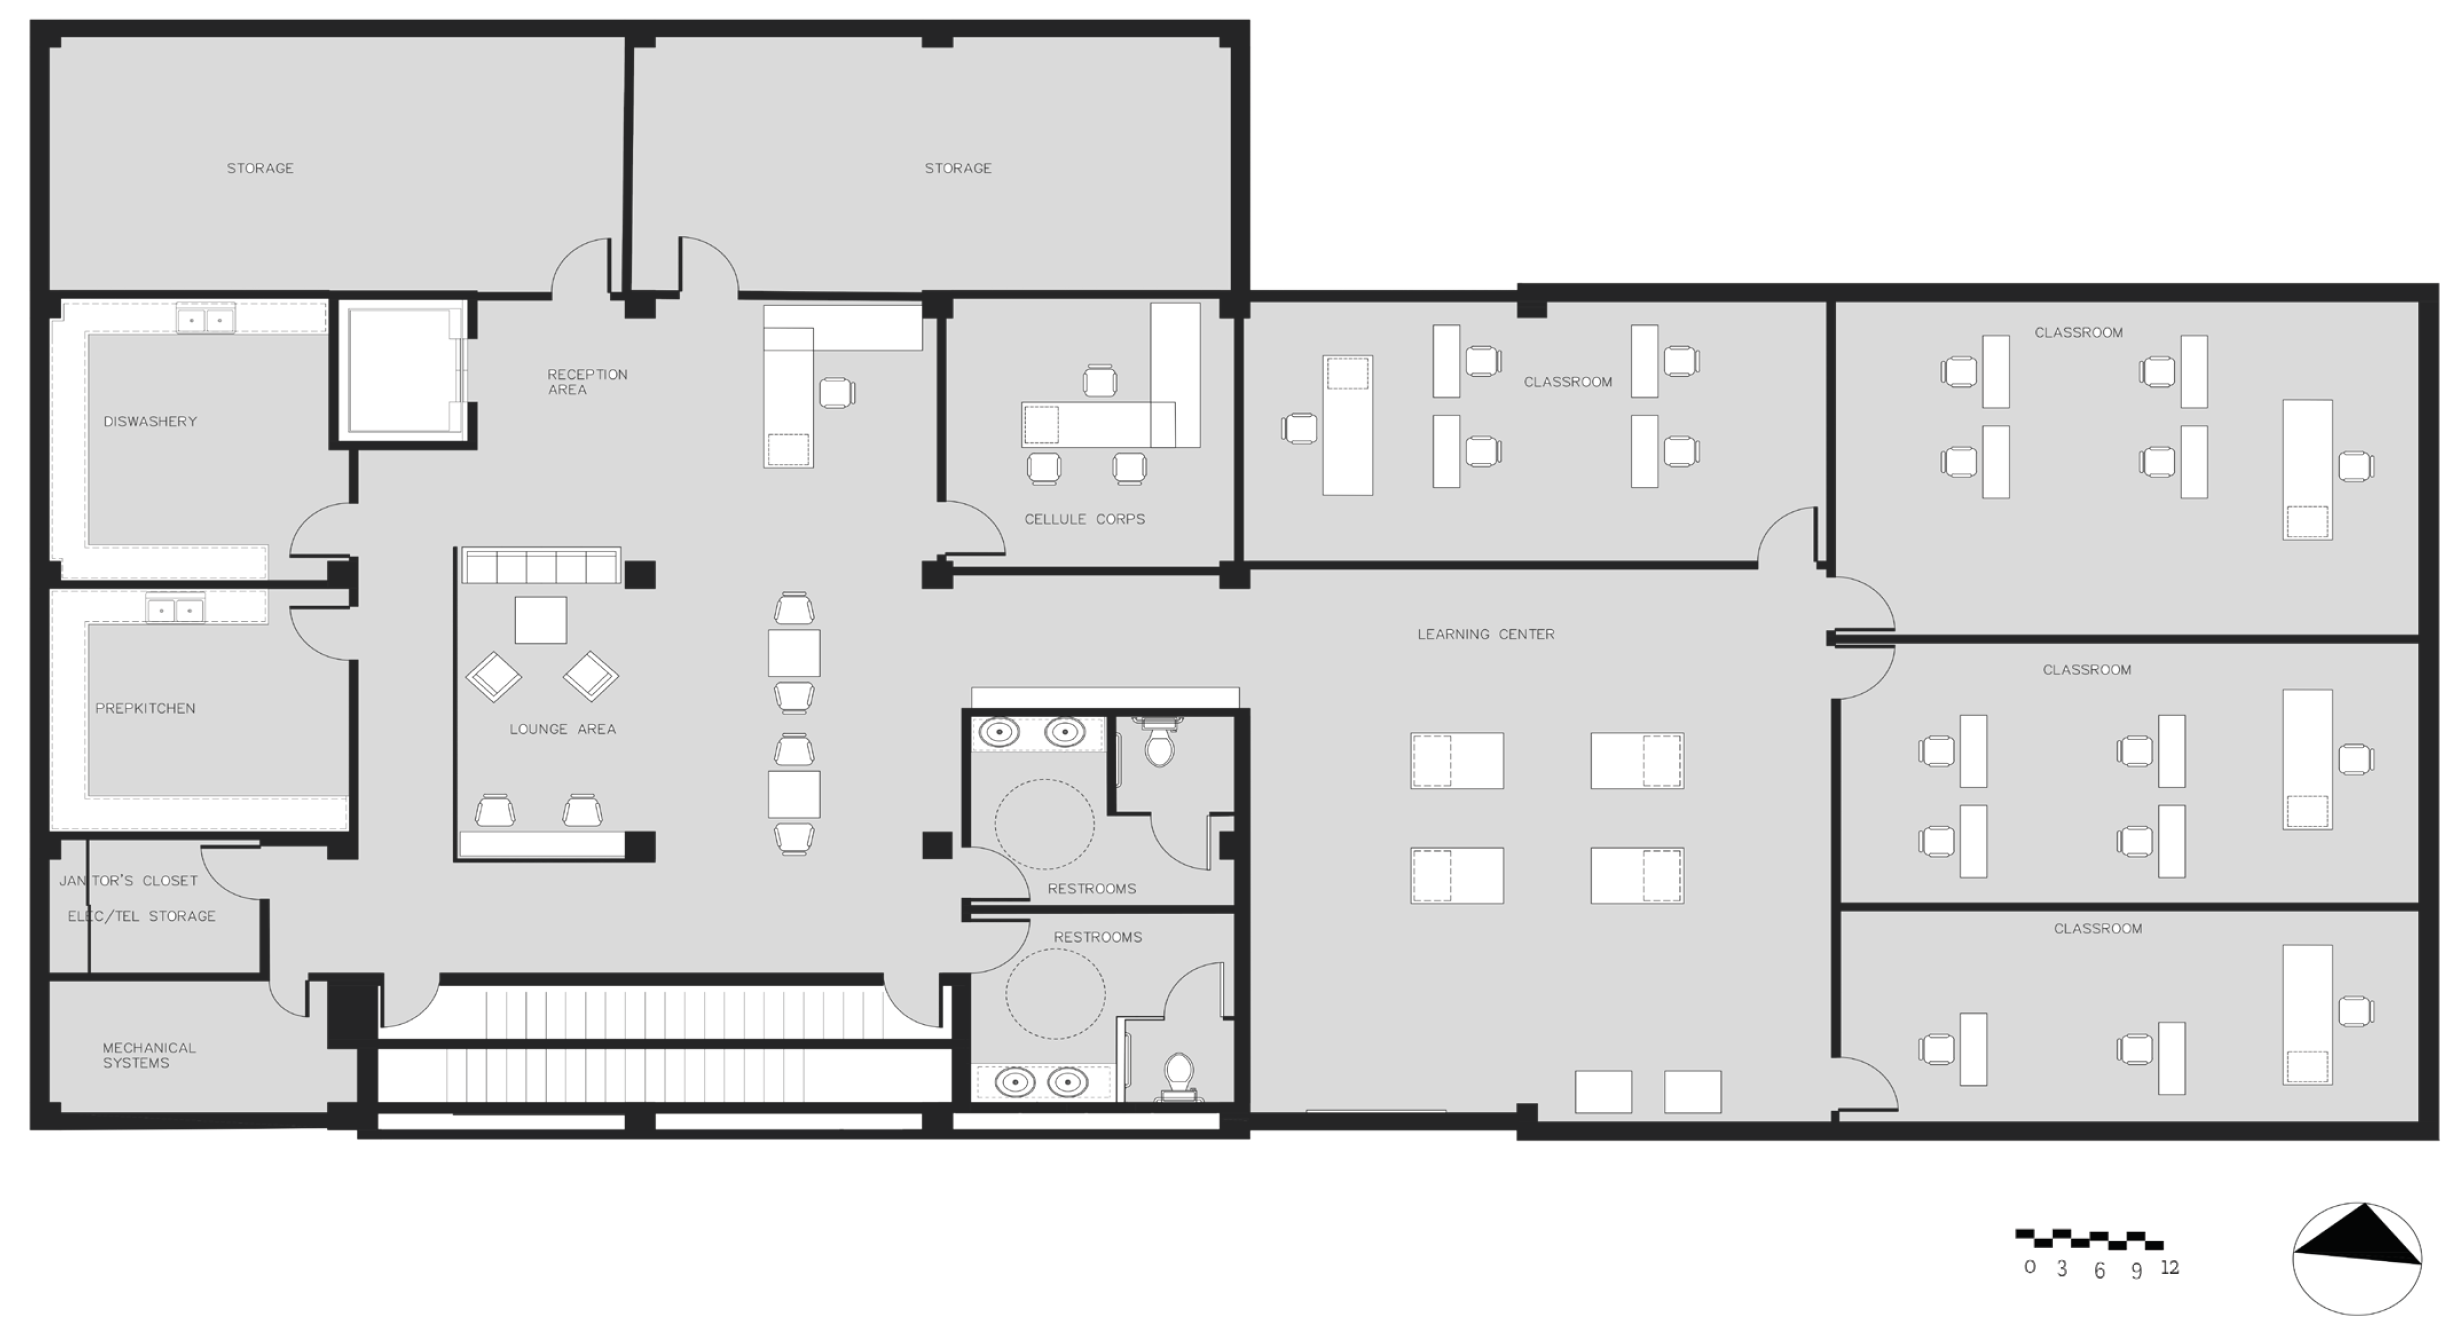 STORAGE
STORAGE
CLASSROOM
RECEPTION
AREA
CLASSROOM
DISWASHERY
CELLULE CORPS
LEARNING CENTER
CLASSROOM
PREPKITCHEN
LOUNGE AREA
JANITOR'S CLOSET
RESTROOMS
ELEC/TEL STORAGE
CLASSROOM
RESTROOMS
MECHANICAL
SYSTEMS
0 3 6 9 12